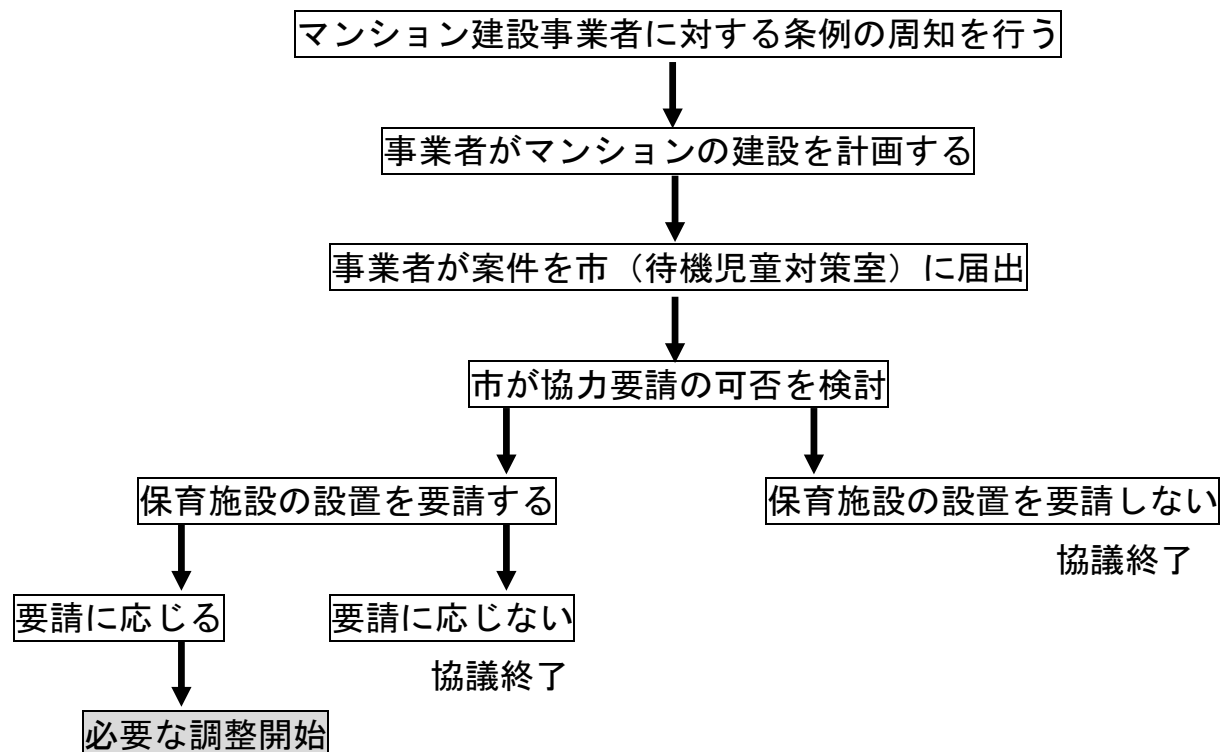 マンション建設事業者に対する条例の周知を行う
事業者がマンションの建設を計画する
事業者が案件を市（待機児童対策室）に届出
市が協力要請の可否を検討
保育施設の設置を要請する
保育施設の設置を要請しない
協議終了
要請に応じる
要請に応じない
協議終了
必要な調整開始